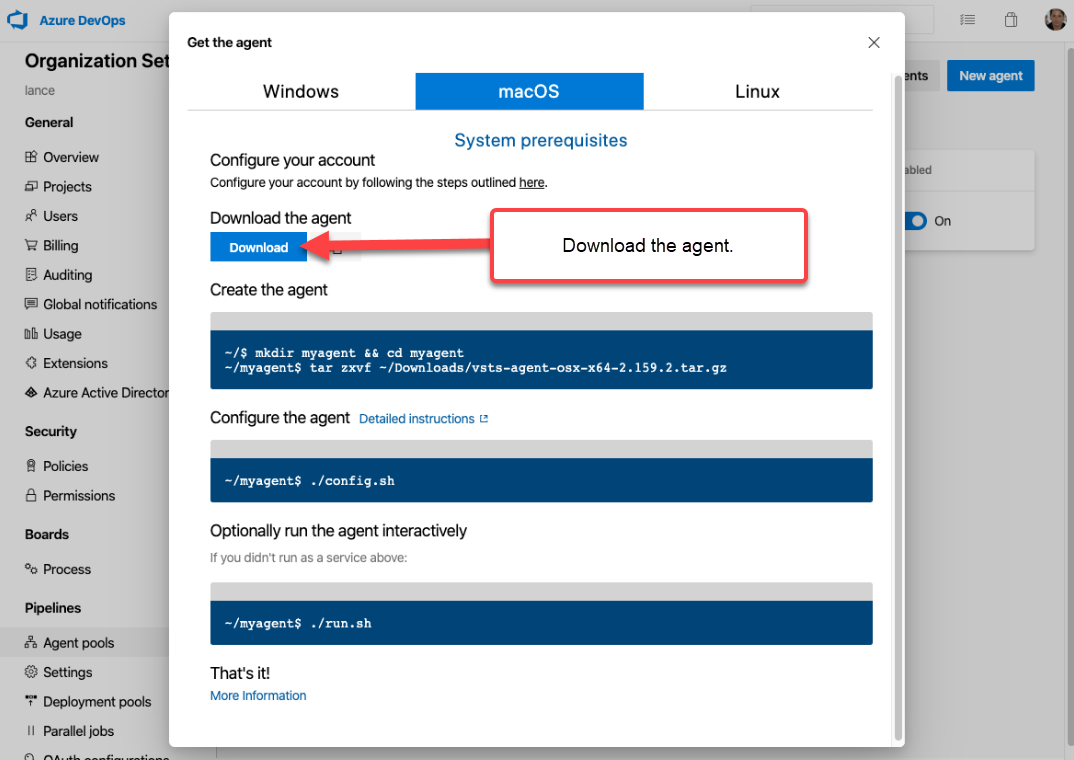 Azure DevOps
Organization Set
lance
General
Overview
Projects
Users
Billing
Auditing
Global notifications
Usage
Extensions
Azure Active Director
Security
Policies
Permissions
Boards
Process
Pipelines
Agent pools
Settings
Deployment pools
Parallel jobs
OAuth configurations
Get the agent
Windows
macOS
Linux
System prerequisites
Configure your account
Configure your account by following the steps outlined here.
Download the agent
Download
Download the agent.
Create the agent
~/$ mkdir myagent && cd myagent
~/myagent$ tar zxvf ~/Downloads/vsts-agent-osx-x64-2.159.2.tar.gz
Configure the agent Detailed instructions
~/myagent$ ./config.sh
Optionally run the agent interactively
If you didn't run as a service above:
~/myagent$ ./run.sh
That's it!
More Information
ents
New agent
abled
On